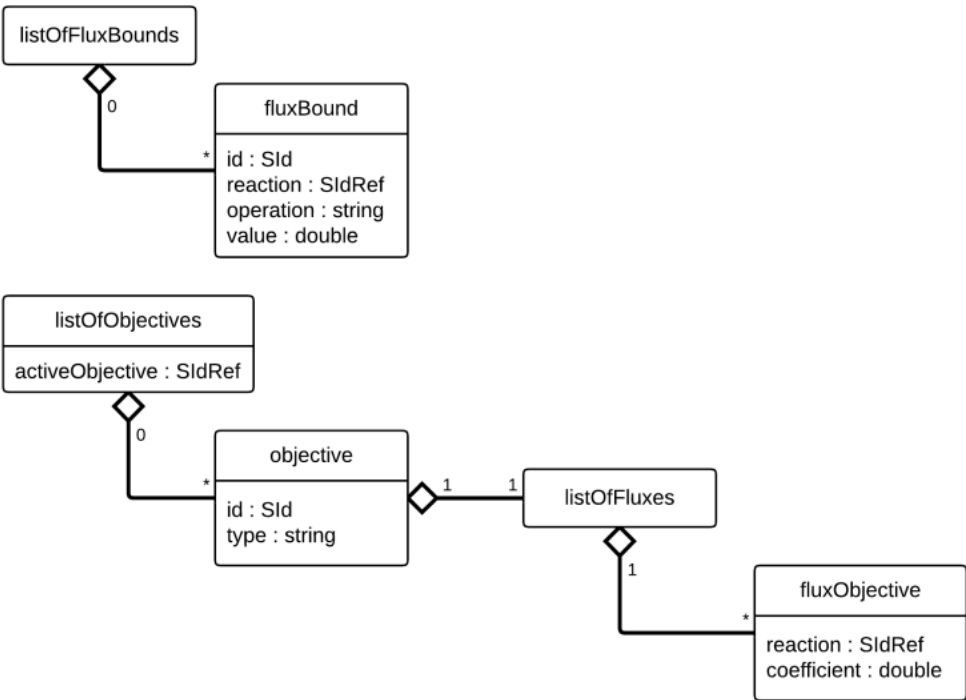 listOfFluxBounds
0
*
fluxBound
id : SId
reaction : SIdRef
operation : string
value : double
listOfObjectives
activeObjective : SIdRef
0
*
objective
id : SId
type : string
1
1
listOfFluxes
1
*
fluxObjective
reaction : SIdRef
coefficient : double